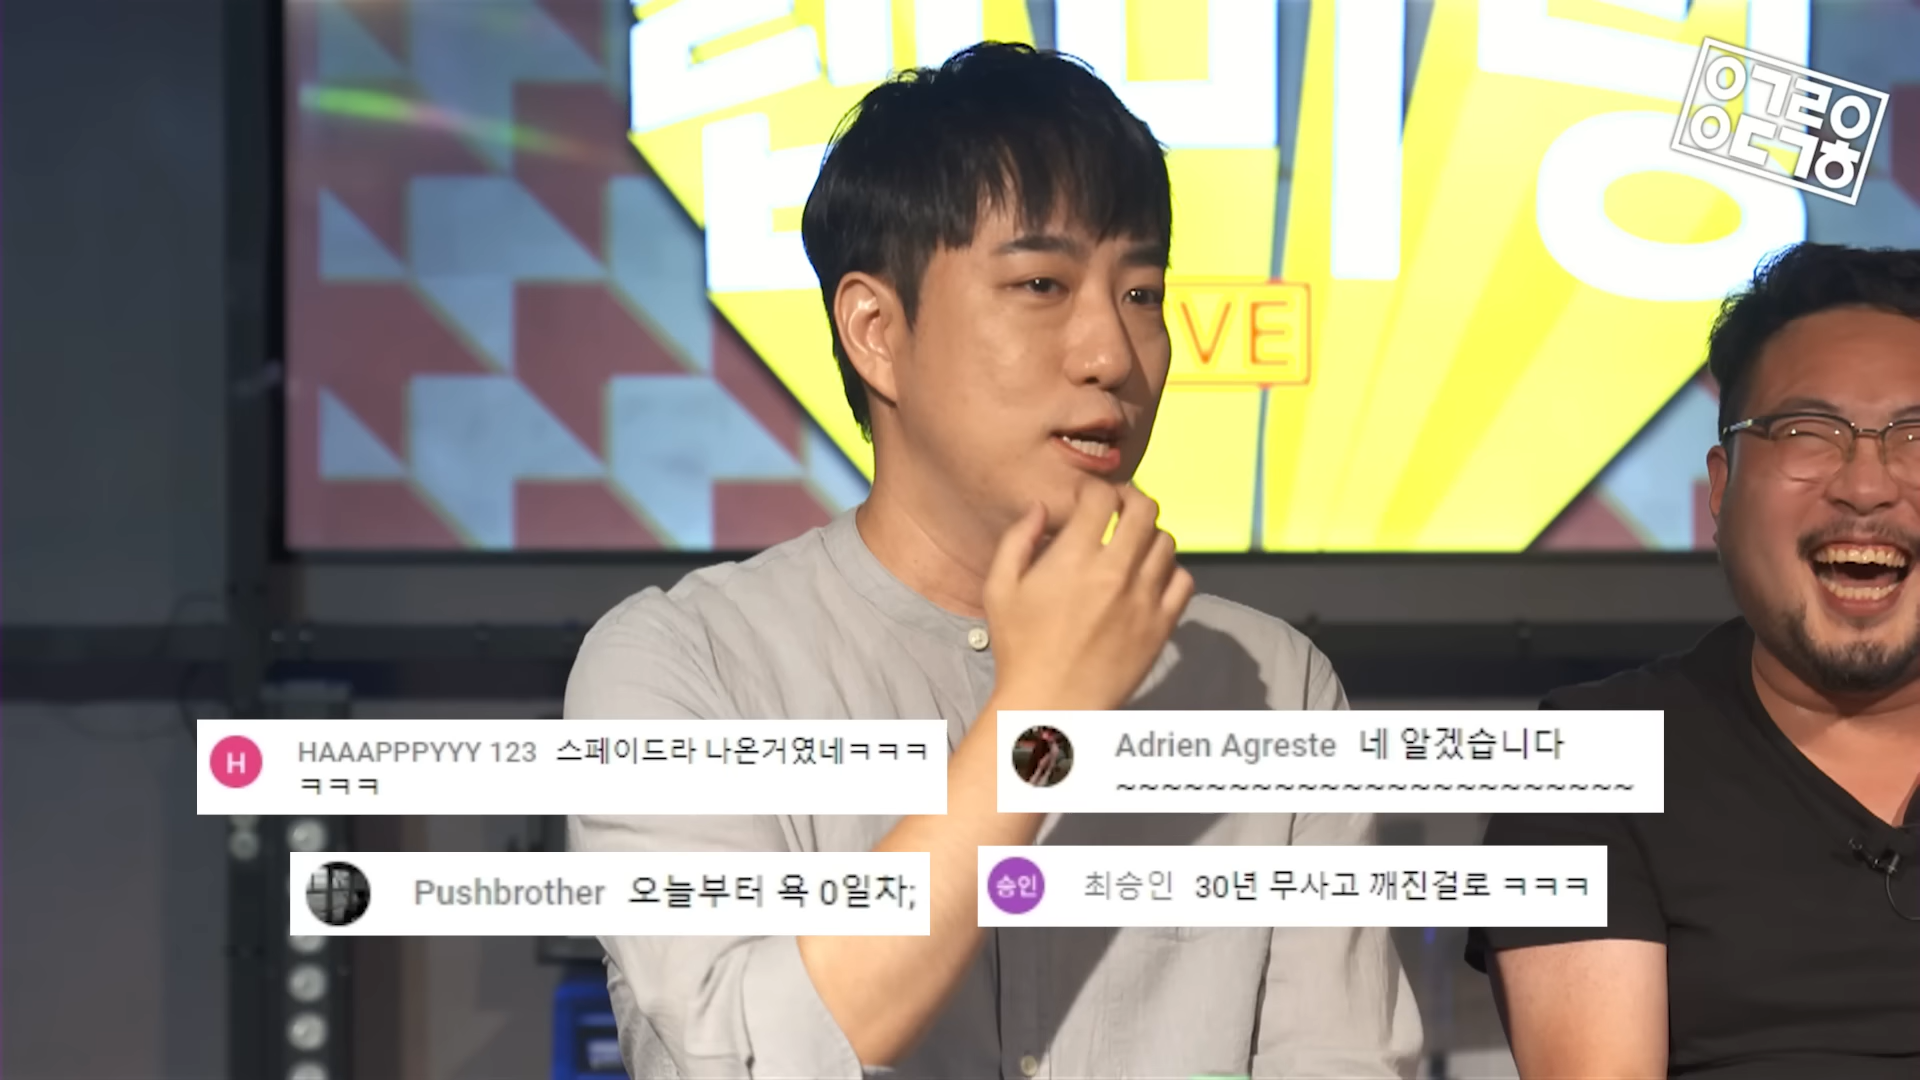 VE
HAAAPPPYYY 123 스페이드라 나온거였네ㅋㅋㅋ
ㅋㅋㅋ
Adrien Agreste 네 알겠습니다
~~~~~~~~~~~~~~~~~~~~~~~
Pushbrother 오늘부터 욕 0일차;
승인 최승인 30년 무사고 깨진걸로 ㅋㅋㅋ